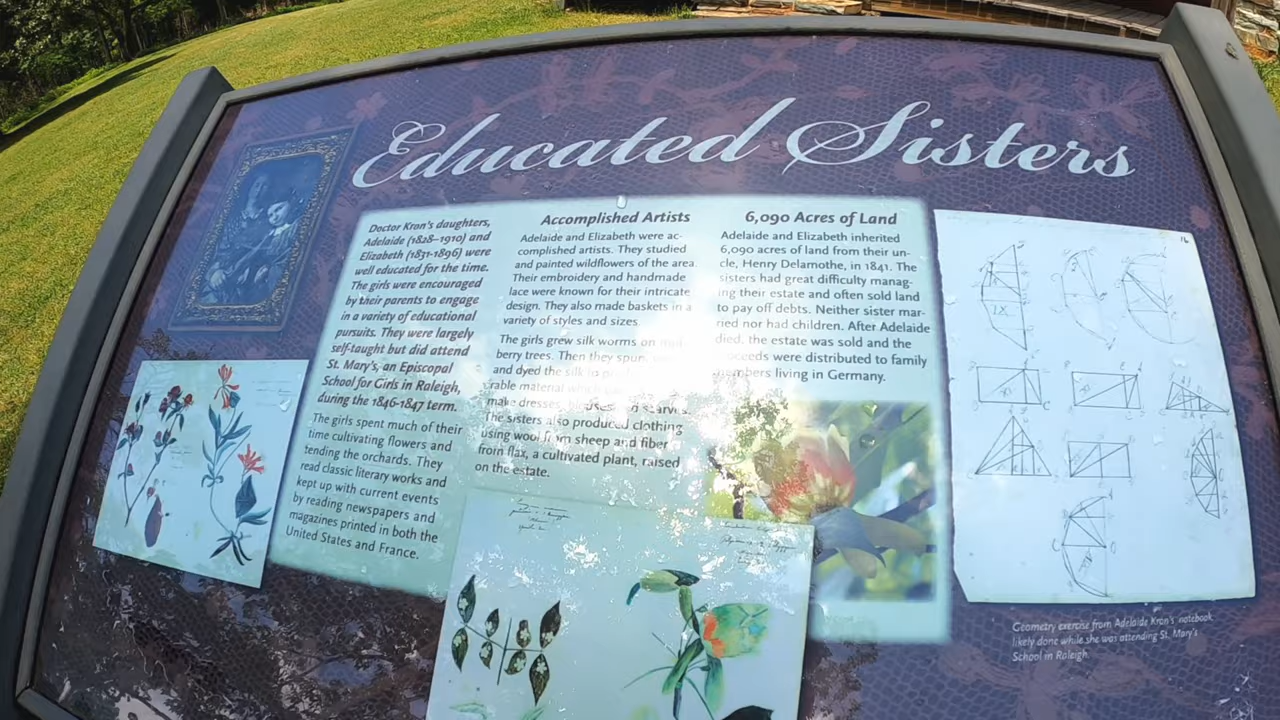 Educated Sisters
Doctor Kron's daughters,
Adelaide (1828–1910) and
Elizabeth (1831-1896) were
well educated for the time.
The girls were encouraged
by their parents to engage
in a variety of educational
pursuits. They were largely
self-taught but did attend
St. Mary's, an Episcopal
School for Girls in Raleigh,
during the 1846-1847 term.
The girls spent much of their
time cultivating flowers and
tending the orchards. They
read classic literary works and
kept up with current events
by reading newspapers and
magazines printed in both the
United States and France.
Accomplished Artists
Adelaide and Elizabeth were ac-
complished artists. They studied
and painted wildflowers of the area.
Their embroidery and handmade
lace were known for their intricate
design. They also made baskets in a
variety of styles and sizes.
The girls grew silk worms on
berry trees. Then they spun,
and dyed the silk to
material
make dresses,
The sisters also produced clothing
using wool from sheep and fiber
from flax, a cultivated plant, raised
on the estate.
6,090 Acres of Land
Adelaide and Elizabeth inherited
6,090 acres of land from their un-
cle, Henry Delamothe, in 1841. The
sisters had great difficulty manag-
ing their estate and often sold land
to pay off debts. Neither sister mar-
ried nor had children. After Adelaide
died, the estate was sold and the
proceeds were distributed to family
members living in Germany.
16
Geometry exercise from Adelaide Kron's notebook
likely done while she was attending St. Mary's
School in Raleigh.